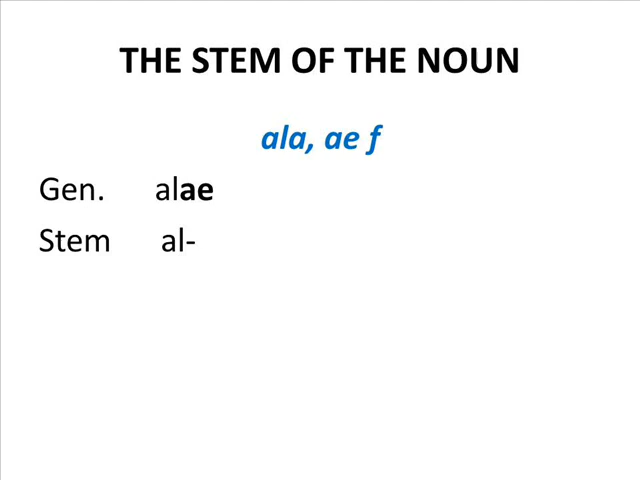 THE STEM OF THE NOUN
ala, ae f
Gen. alae
Stem al-